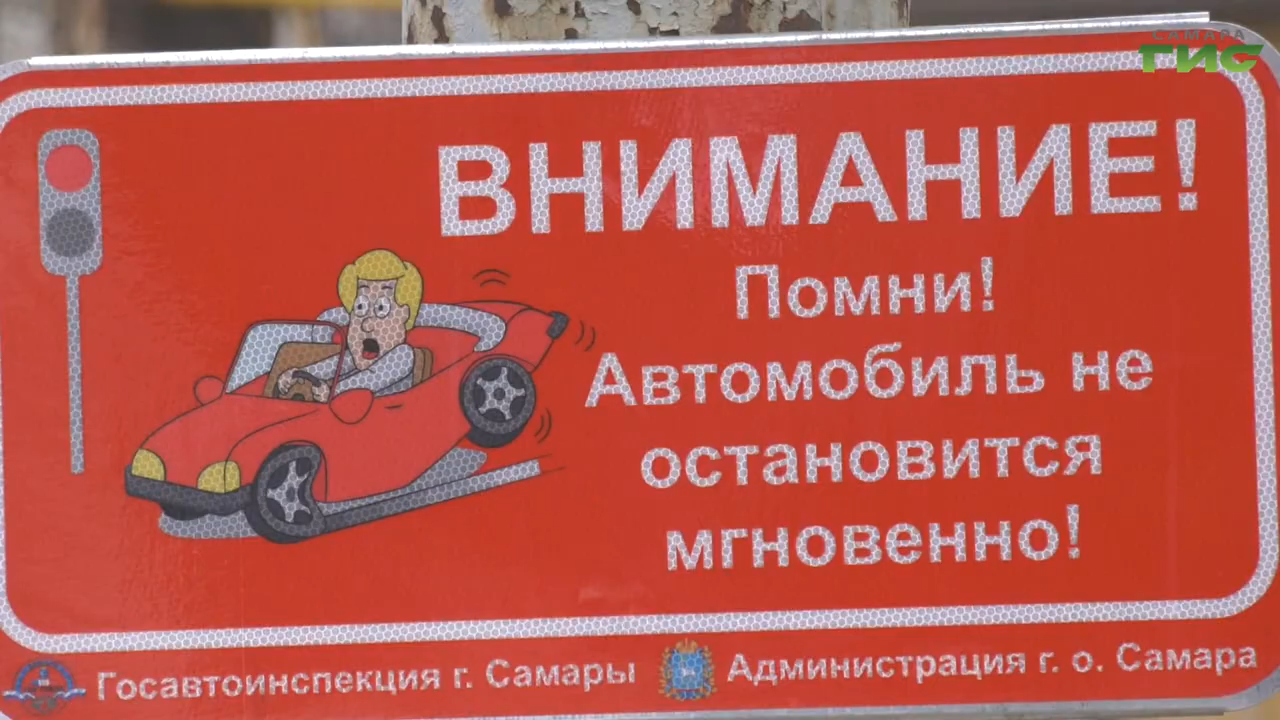 САМАРА
ГИС
ВНИМАНИЕ!
Помни!
Автомобиль не
остановится
мгновенно!
Госавтоинспекция г. Самары
Администрация г. о. Самара